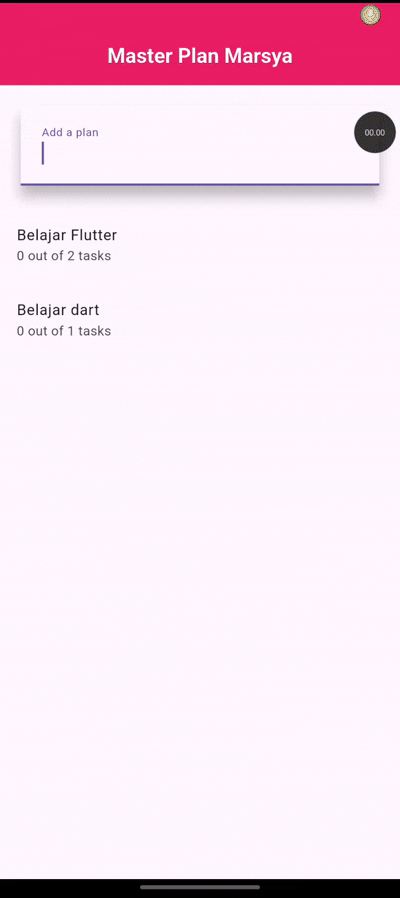 Master Plan Marsya
Add a plan
00.00
Belajar Flutter
0 out of 2 tasks
Belajar dart
0 out of 1 tasks